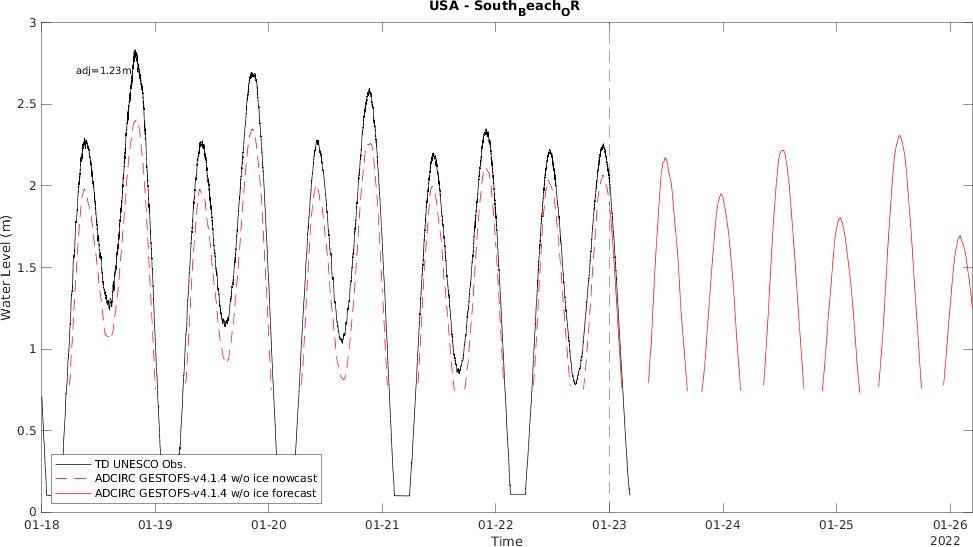 USA - SouthBeachOR
3
adj=1.23m
2.5
2
1.5
1
0.5
0
Water Level (m)
TD UNESCO Obs.
ADCIRC GESTOFS-v4.1.4 w/o ice nowcast
ADCIRC GESTOFS-v4.1.4 w/o ice forecast
01-18 01-19 01-20 01-21 01-22 01-23 01-24 01-25 01-26
Time 2022